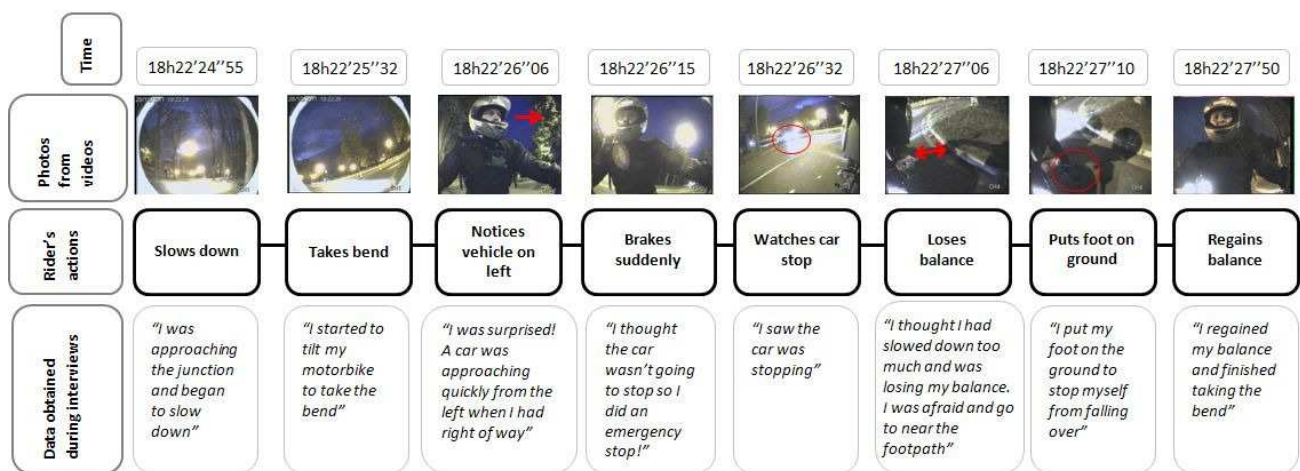 Time
18h22'24''55
18h22'25''32
18h22'26''06
18h22'26''15
18h22'26''32
18h22'27''06
18h22'27''10
18h22'27''50
Photos
from
videos
Rider's
actions
Slows down
Takes bend
Notices
vehicle on
left
Brakes
suddenly
Watches car
stop
Loses
balance
Puts foot on
ground
Regains
balance
Data obtained
during interviews
“I was
approaching
the junction
and began
to slow
down”
“I started to
tilt my
motorbike
to take the
bend”
“I was surprised!
A car was
approaching
quickly from the
left when I had
right of way”
“I thought
the car
wasn’t going
to stop so I
did an
emergency
stop!”
“I saw the
car was
stopping”
“I thought I had
slowed down too
much and was
losing my balance.
I was afraid and go
to near the
footpath”
“I put my
foot on the
ground to
stop myself
from falling
over”
“I regained
my balance
and finished
taking the
bend”